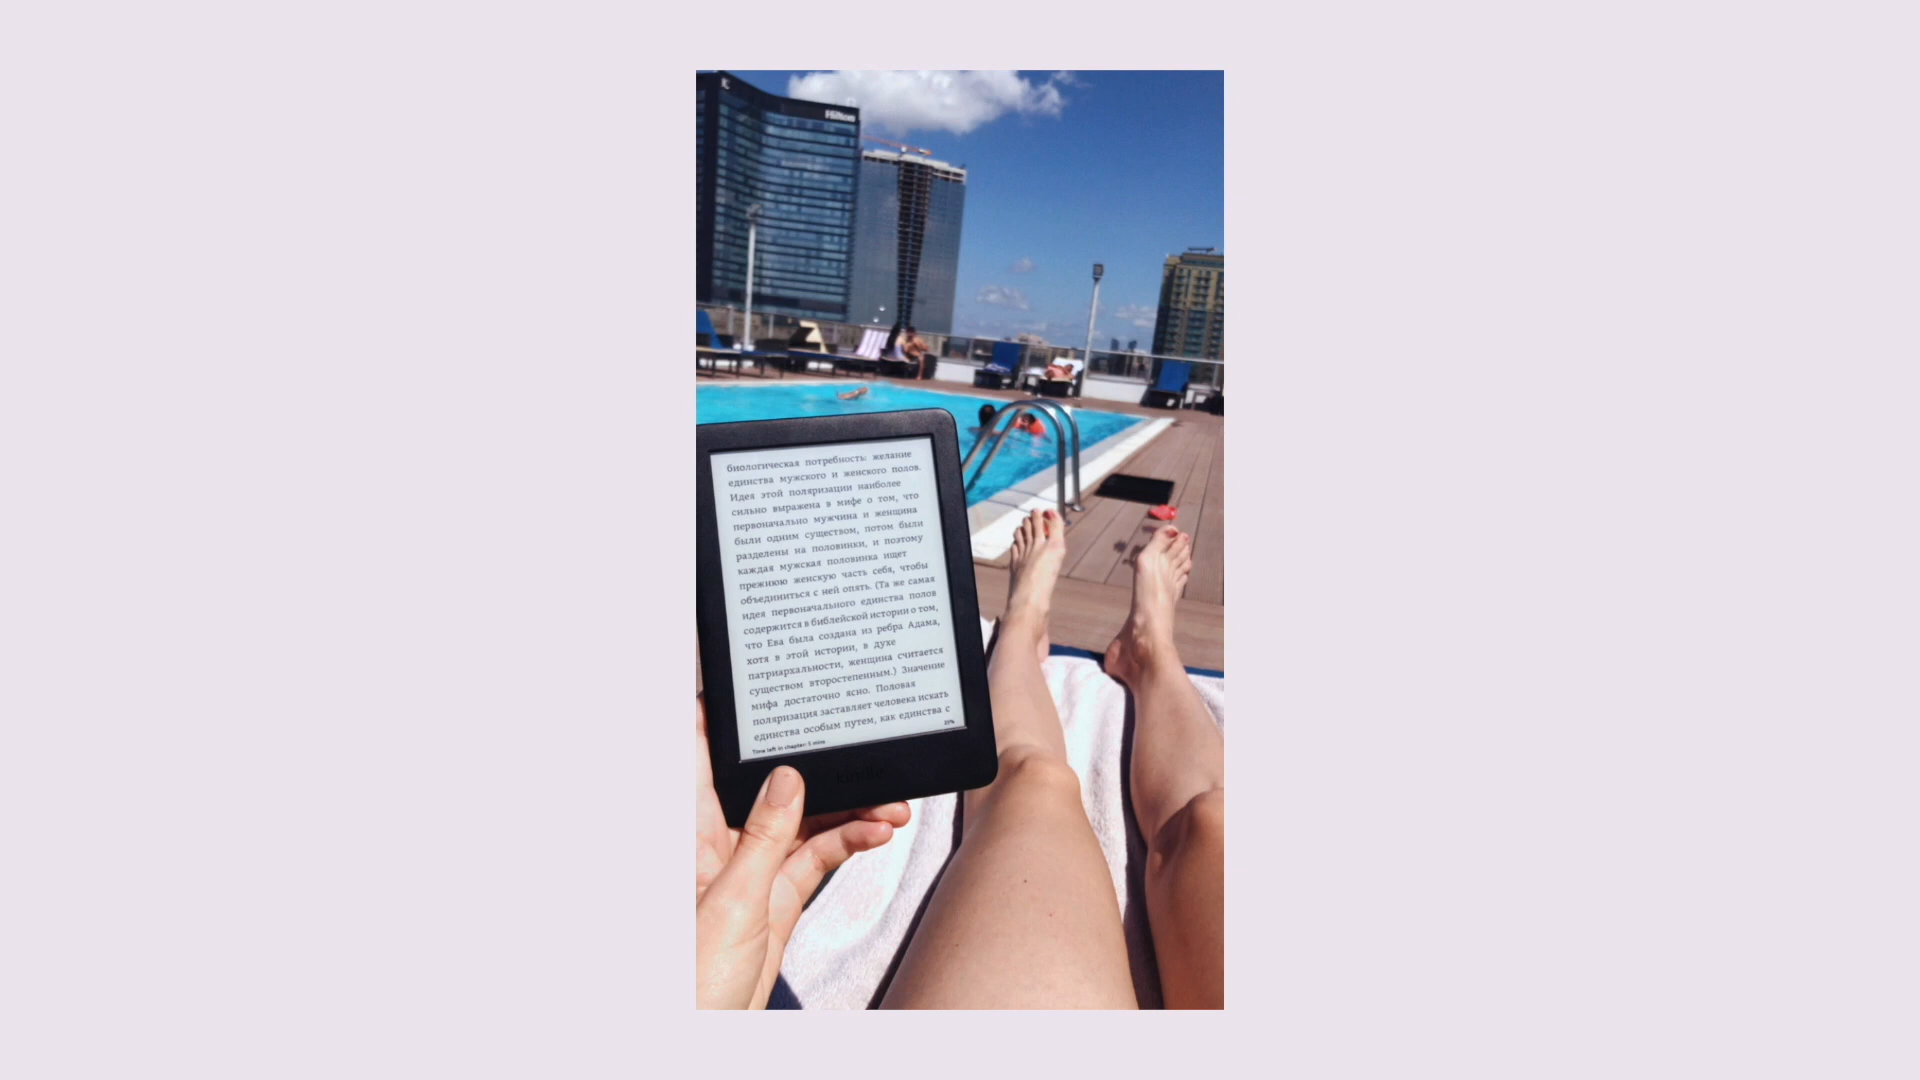 Hilton
биологическая потребность: желание
единства мужского и женского полов.
Идея этой поляризации наиболее
сильно выражена в мифе о том, что
первоначально мужчина и женщина
были одним существом, потом были
разделены на половинки, и поэтому
каждая мужская половинка ищет
прежнюю женскую часть себя, чтобы
объединиться с ней опять. (Та же самая
идея первоначального единства полов
содержится в библейской истории о том,
что Ева была создана из ребра Адама,
хотя в этой истории, в духе
патриархальности, женщина считается
существом второстепенным.) Значение
мифа достаточно ясно. Половая
поляризация заставляет человека искать
единства особым путем, как единства с
Time left in chapter: 5 mins
23%
kindle